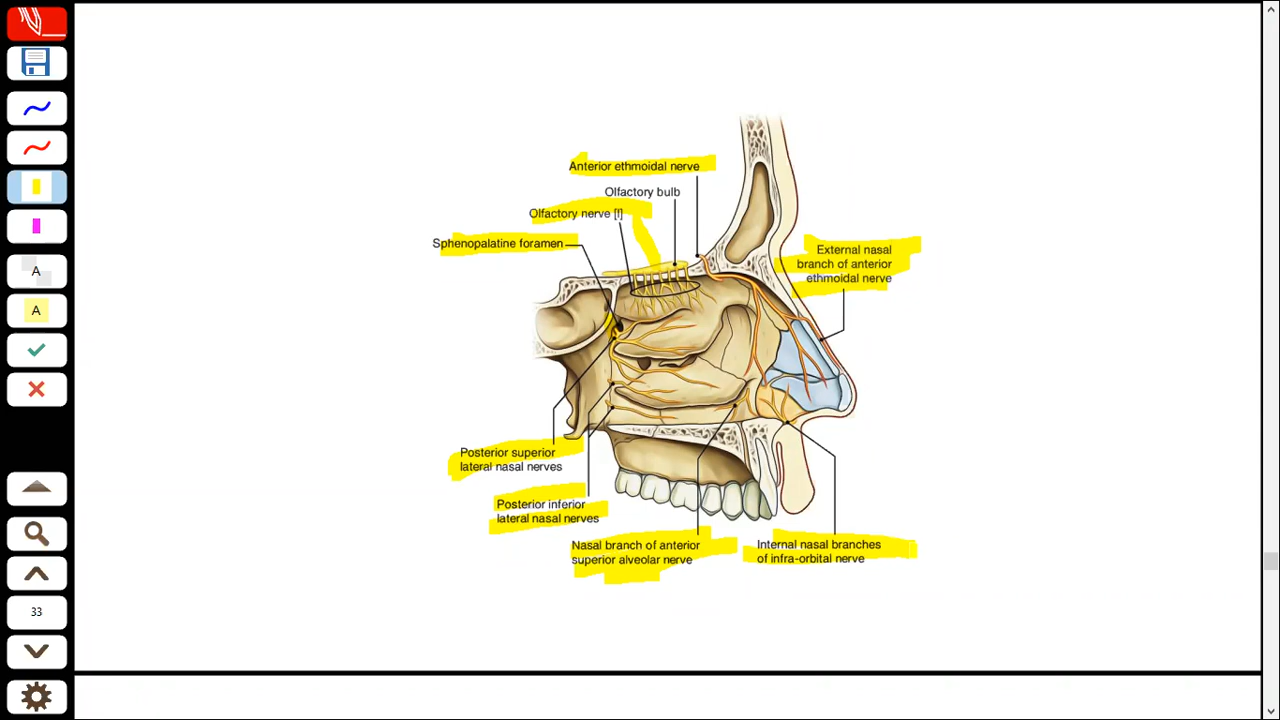 Anterior ethmoidal nerve
Olfactory bulb
Olfactory nerve [I]
Sphenopalatine foramen
External nasal
branch of anterior
ethmoidal nerve
Posterior superior
lateral nasal nerves
Posterior inferior
lateral nasal nerves
Nasal branch of anterior
superior alveolar nerve
Internal nasal branches
of infra-orbital nerve
A
A
33